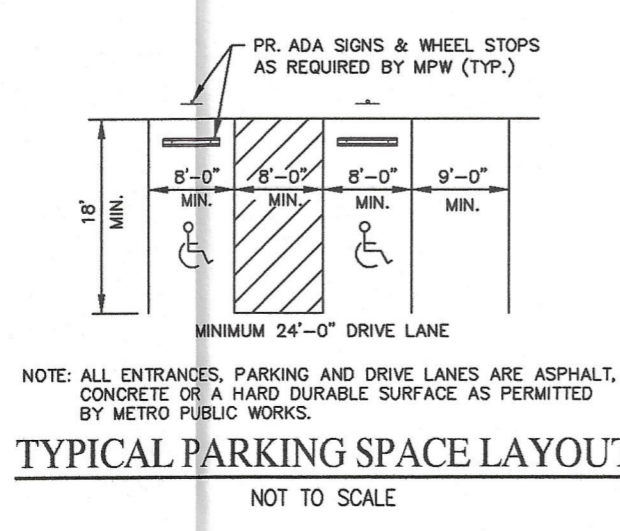 PR. ADA SIGNS & WHEEL STOPS
AS REQUIRED BY MPW (TYP.)
18' MIN.
8'-0" 8'-0" 8'-0" 9'-0"
MIN. MIN. MIN. MIN.
MINIMUM 24'-0" DRIVE LANE
NOTE: ALL ENTRANCES, PARKING AND DRIVE LANES ARE ASPHALT,
CONCRETE OR A HARD DURABLE SURFACE AS PERMITTED
BY METRO PUBLIC WORKS.
TYPICAL PARKING SPACE LAYOUT
NOT TO SCALE